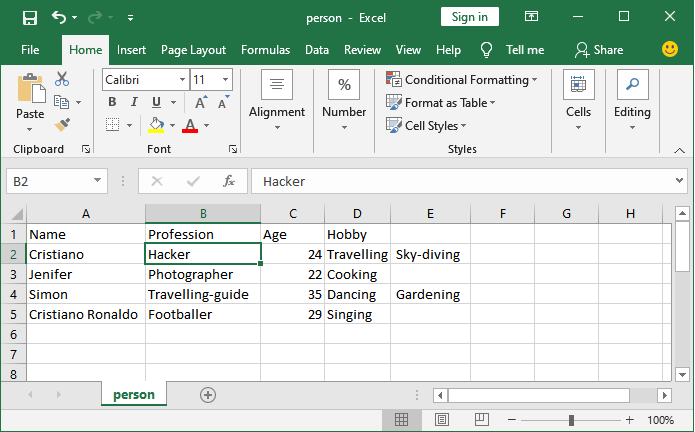 person - Excel
Sign in
File Home Insert Page Layout Formulas Data Review View Help Tell me Share
Paste
Clipboard
Calibri 11
B I U A A
A
Font
Alignment
%
Number
Conditional Formatting
Format as Table
Cell Styles
Styles
Cells
Editing
B2 fx Hacker
A B C D E F G H
1 Name Profession Age Hobby
2 Cristiano Hacker 24 Travelling Sky-diving
3 Jenifer Photographer 22 Cooking
4 Simon Travelling-guide 35 Dancing Gardening
5 Cristiano Ronaldo Footballer 29 Singing
6
7
8
person
100%